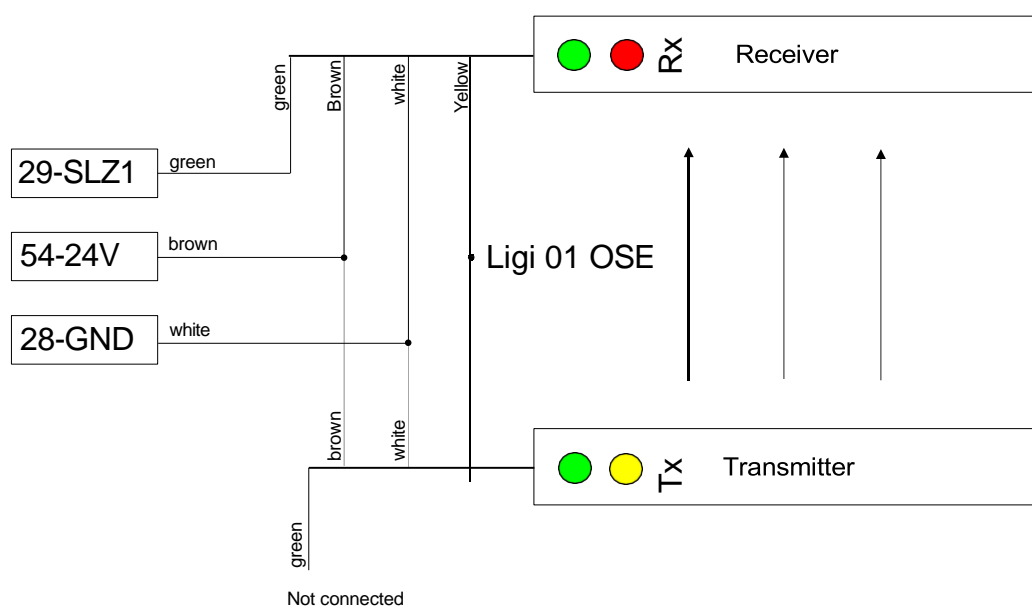 Rx
Receiver
green
Brown
white
Yellow
29-SLZ1
green
54-24V
brown
Ligi 01 OSE
28-GND
white
brown
white
Tx
Transmitter
green
Not connected